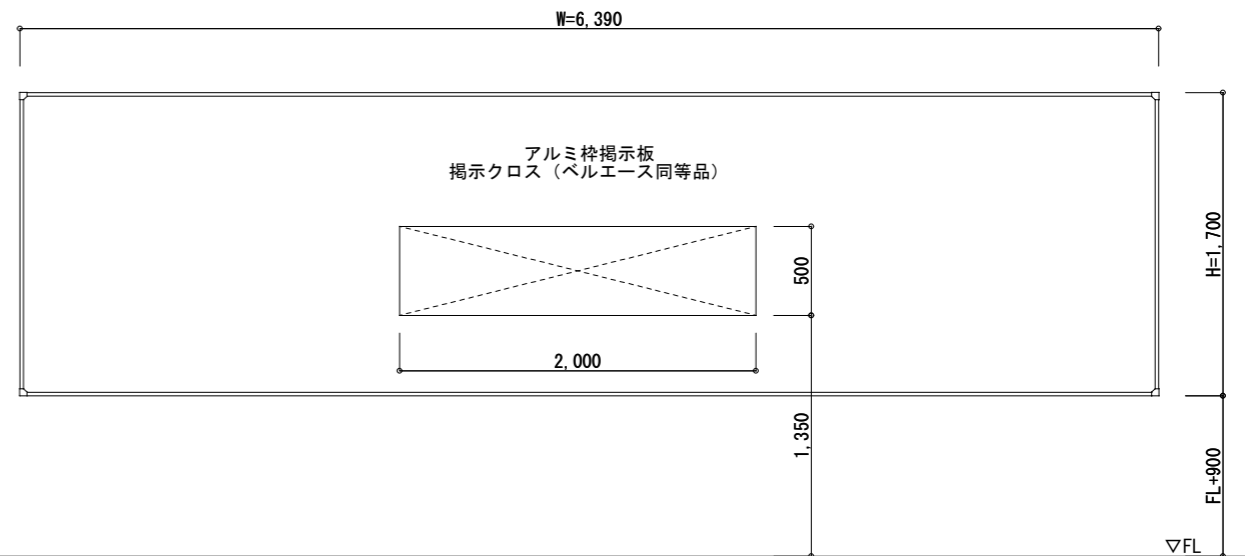 W=6,390
アルミ枠掲示板
掲示クロス（ベルエース同等品）
H=1,700
500
2,000
1,350
FL+900
▽FL